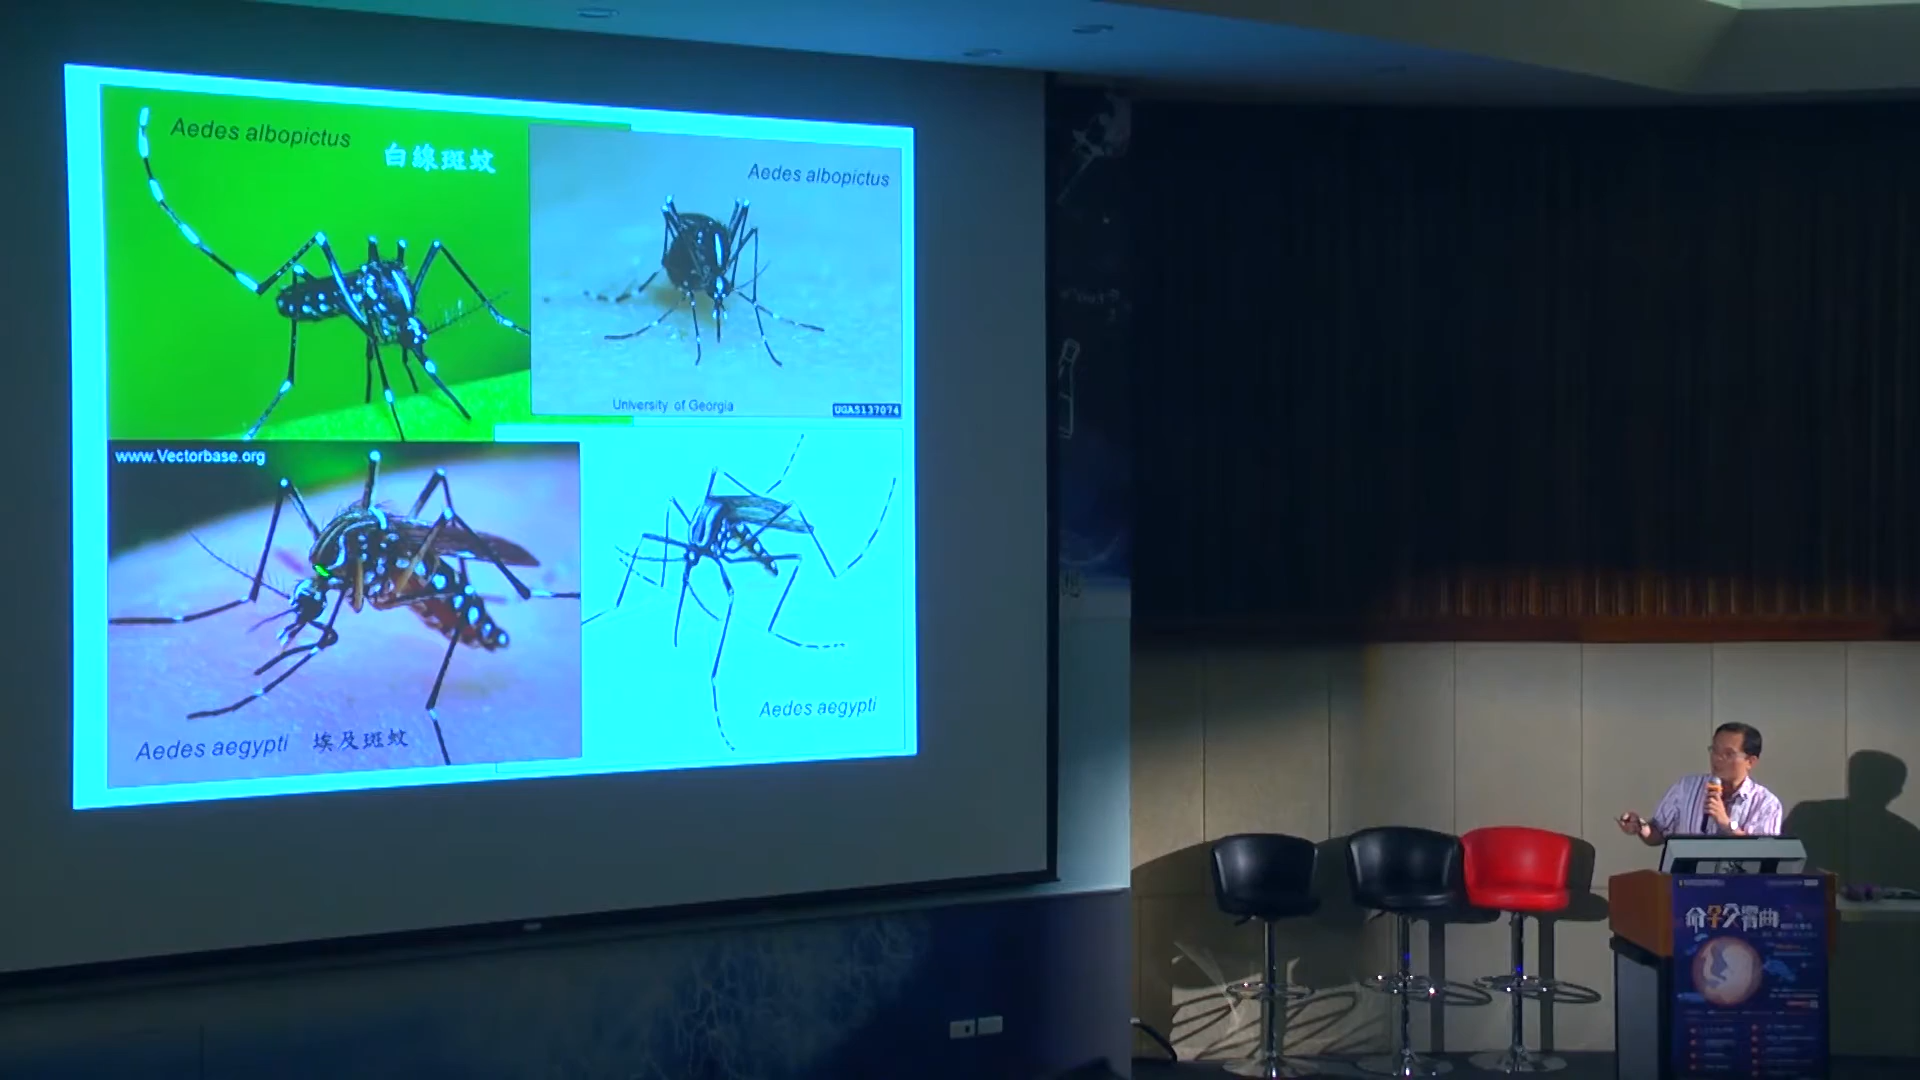 Aedes albopictus
白線斑蚊
Aedes albopictus
University of Georgia
UGA5137074
www.Vectorbase.org
Aedes aegypti 埃及斑蚊
Aedes aegypti